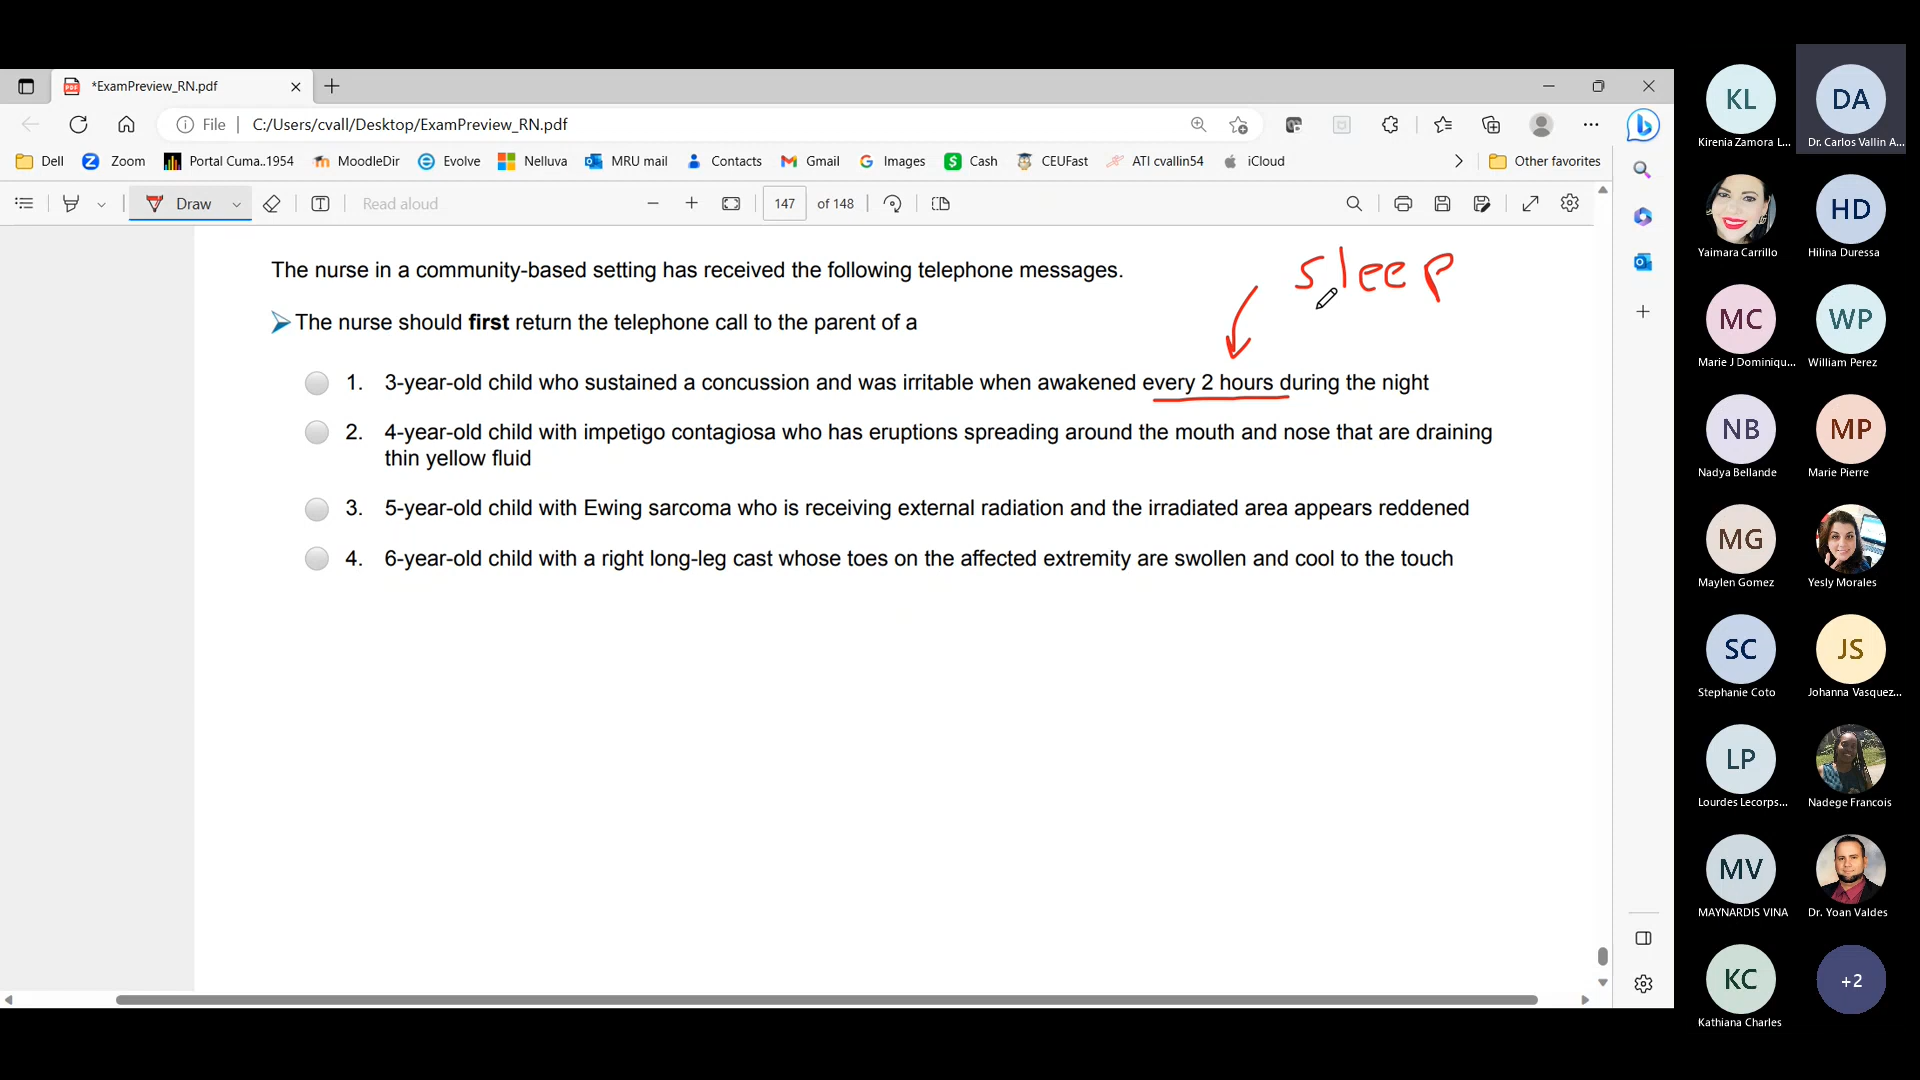 *ExamPreview_RN.pdf
File | C:/Users/cvall/Desktop/ExamPreview_RN.pdf
Dell Zoom Portal Cuma..1954 MoodleDir Evolve Nelluva MRU mail Contacts Gmail Images Cash CEUFast ATI cvallin54 iCloud Other favorites
Draw Read aloud 147 of 148
sleep
The nurse in a community-based setting has received the following telephone messages.
The nurse should first return the telephone call to the parent of a
1. 3-year-old child who sustained a concussion and was irritable when awakened every 2 hours during the night
2. 4-year-old child with impetigo contagiosa who has eruptions spreading around the mouth and nose that are draining
thin yellow fluid
3. 5-year-old child with Ewing sarcoma who is receiving external radiation and the irradiated area appears reddened
4. 6-year-old child with a right long-leg cast whose toes on the affected extremity are swollen and cool to the touch
KL DA
Kirenia Zamora L... Dr. Carlos Vallin A...
HD
Yaimara Carrillo Hilina Duressa
MC WP
Marie J Dominiqu... William Perez
NB MP
Nadya Bellande Marie Pierre
MG
Maylen Gomez Yesly Morales
SC JS
Stephanie Coto Johanna Vasquez...
LP
Lourdes Lecorps... Nadege Francois
MV
MAYNARDIS VINA Dr. Yoan Valdes
KC +2
Kathiana Charles